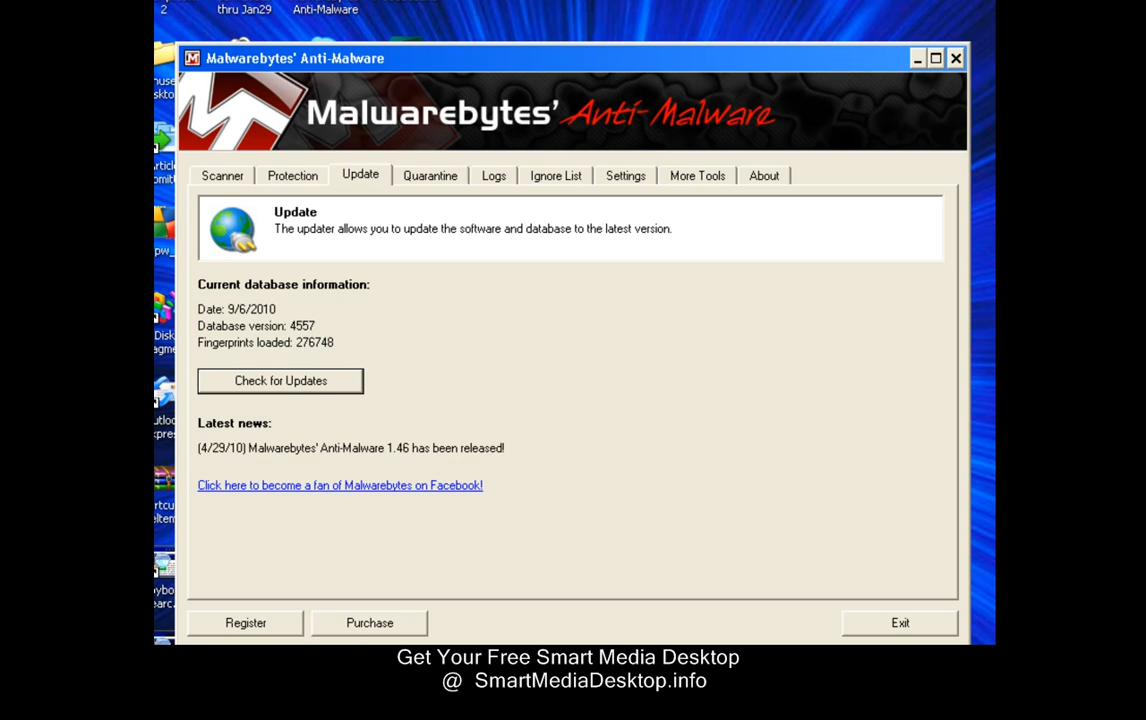 2
thru Jan29
Anti-Malware
Malwarebytes' Anti-Malware
Malwarebytes' Anti-Malware
Scanner
Protection
Update
Quarantine
Logs
Ignore List
Settings
More Tools
About
Update
The updater allows you to update the software and database to the latest version.
Current database information:
Date: 9/6/2010
Database version: 4557
Fingerprints loaded: 276748
Check for Updates
Latest news:
(4/29/10) Malwarebytes' Anti-Malware 1.46 has been released!
Click here to become a fan of Malwarebytes on Facebook!
Register
Purchase
Exit
Get Your Free Smart Media Desktop
@ SmartMediaDesktop.info